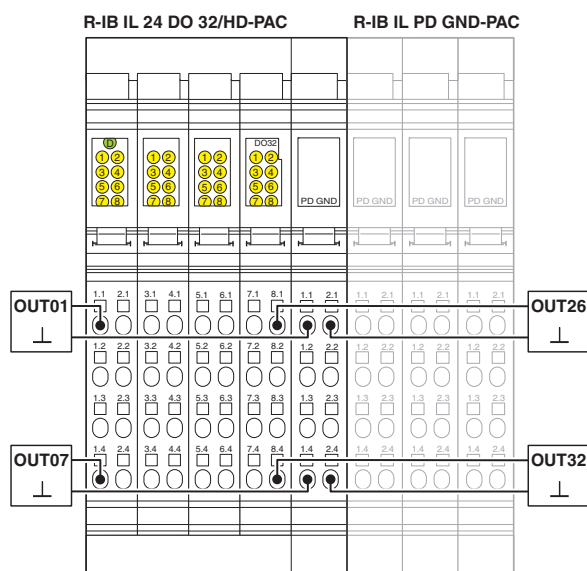 R-IB IL 24 DO 32/HD-PAC R-IB IL PD GND-PAC
D DO32
1 2 1 2 1 2 1 2
3 4 3 4 3 4 3 4
5 6 5 6 5 6 5 6
7 8 7 8 7 8 7 8
PD GND PD GND PD GND PD GND
1.1 2.1 3.1 4.1 5.1 6.1 7.1 8.1 1.1 2.1 1.1 2.1 1.1 2.1 1.1 2.1
OUT01 OUT26
1.2 2.2 3.2 4.2 5.2 6.2 7.2 8.2 1.2 2.2 1.2 2.2 1.2 2.2 1.2 2.2
1.3 2.3 3.3 4.3 5.3 6.3 7.3 8.3 1.3 2.3 1.3 2.3 1.3 2.3 1.3 2.3
1.4 2.4 3.4 4.4 5.4 6.4 7.4 8.4 1.4 2.4 1.4 2.4 1.4 2.4 1.4 2.4
OUT07 OUT32